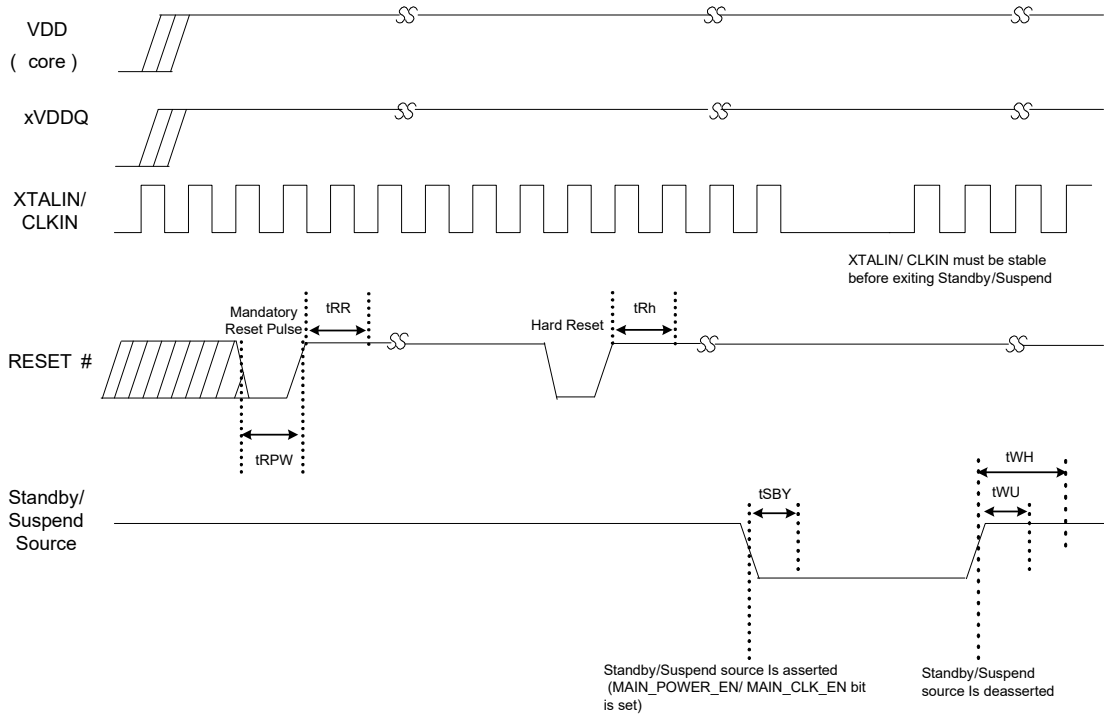 VDD
( core )
xVDDQ
XTALIN/
CLKIN
XTALIN/ CLKIN must be stable
before exiting Standby/Suspend
Mandatory
Reset Pulse
tRR
Hard Reset
tRh
RESET #
tRPW
tWH
Standby/
Suspend
Source
tSBY
tWU
Standby/Suspend source Is asserted
(MAIN_POWER_EN/ MAIN_CLK_EN bit
is set)
Standby/Suspend
source Is deasserted